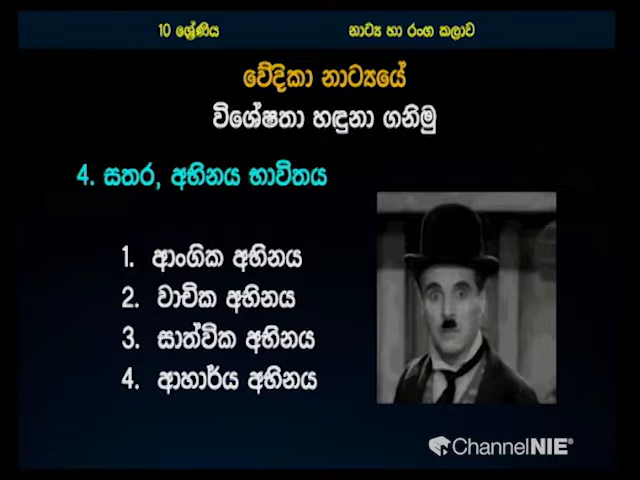 10 ශ්‍රේණිය
නාට්‍ය හා රංග කලාව
වේදිකා නාට්‍යයේ
විශේෂතා හඳුනා ගනිමු
4. සතර, අභිනය භාවිතය
1. ආංගික අභිනය
2. වාචික අභිනය
3. සාත්වික අභිනය
4. ආහාර්ය අභිනය
ChannelNIE®